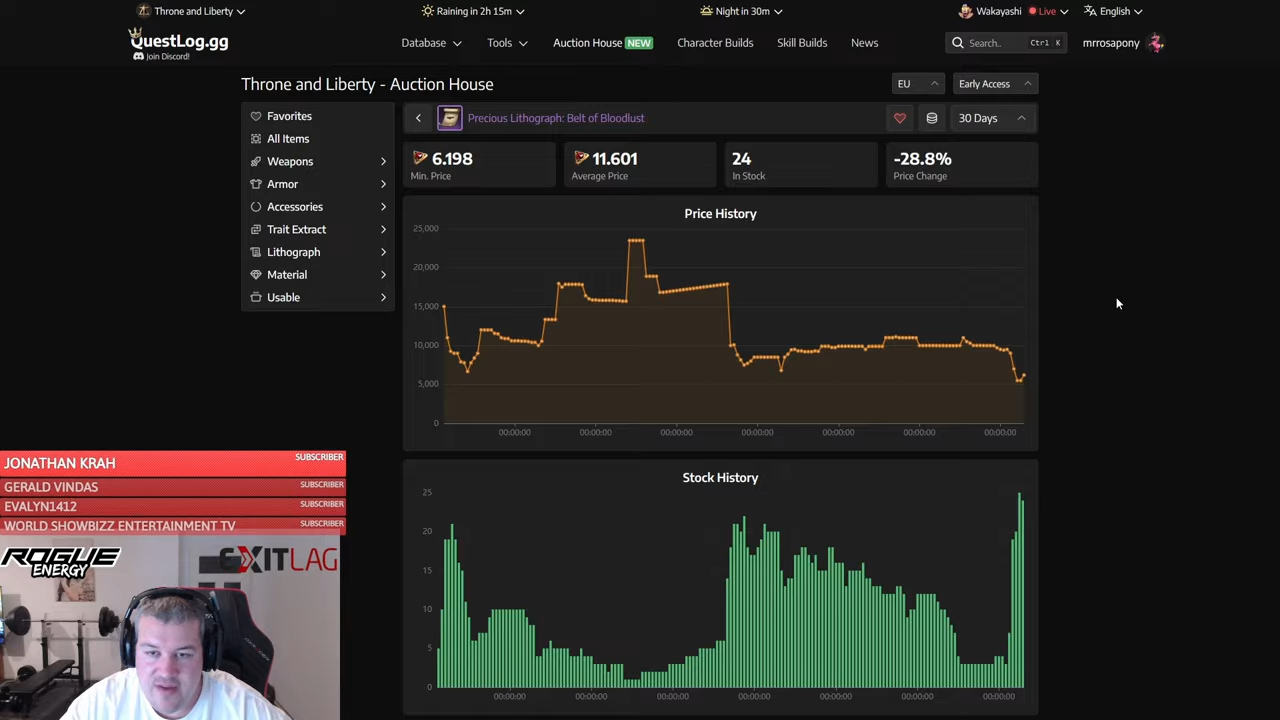 Throne and Liberty
Raining in 2h 15m
Night in 30m
Wakayashi Live
English
QuestLog.gg
Join Discord!
Database
Tools
Auction House NEW
Character Builds
Skill Builds
News
Search..
Ctrl K
mrrosapony
Throne and Liberty - Auction House
EU
Early Access
Favorites
All Items
Weapons
Armor
Accessories
Trait Extract
Lithograph
Material
Usable
Precious Lithograph: Belt of Bloodlust
30 Days
6.198
Min. Price
11.601
Average Price
24
In Stock
-28.8%
Price Change
Price History
25,000
20,000
15,000
10,000
5,000
0
00:00:00 00:00:00 00:00:00 00:00:00 00:00:00 00:00:00 00:00:00
Stock History
25
20
15
10
5
0
00:00:00 00:00:00 00:00:00 00:00:00 00:00:00 00:00:00 00:00:00
JONATHAN KRAH SUBSCRIBER
GERALD VINDAS SUBSCRIBER
EVALYN1412 SUBSCRIBER
WORLD SHOWBIZZ ENTERTAINMENT TV SUBSCRIBER
ROGUE
ENERGY
EXITLAG